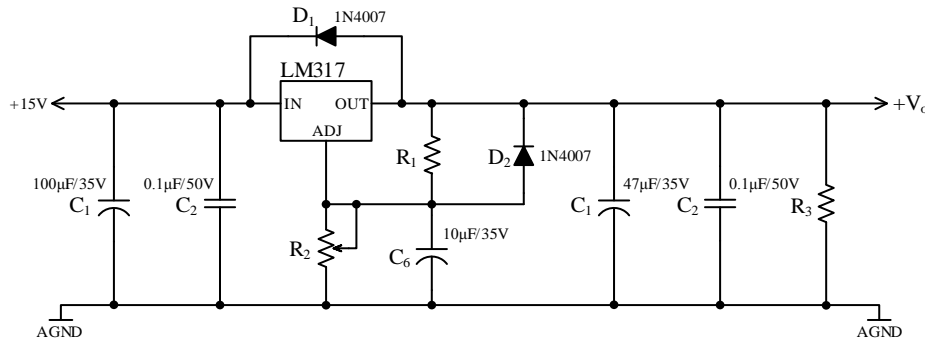 D₁
1N4007
LM317
+15V
IN
OUT
ADJ
+Vₒ
100µF/35V
C₁
0.1µF/50V
C₂
R₁
D₂
1N4007
47µF/35V
C₁
0.1µF/50V
C₂
R₃
R₂
10µF/35V
C₆
AGND
AGND